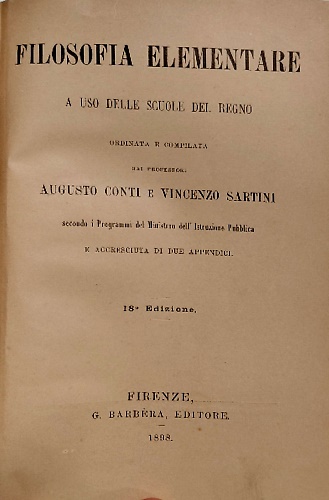 FILOSOFIA ELEMENTARE
A USO DELLE SCUOLE DEL REGNO
ORDINATA E COMPILATA
DAI PROFESSORI
AUGUSTO CONTI E VINCENZO SARTINI
secondo i Programmi del Ministero dell' Istruzione Pubblica
E ACCRESCIUTA DI DUE APPENDICI.
18ª Edizione.
FIRENZE,
G. BARBÈRA, EDITORE.
1898.